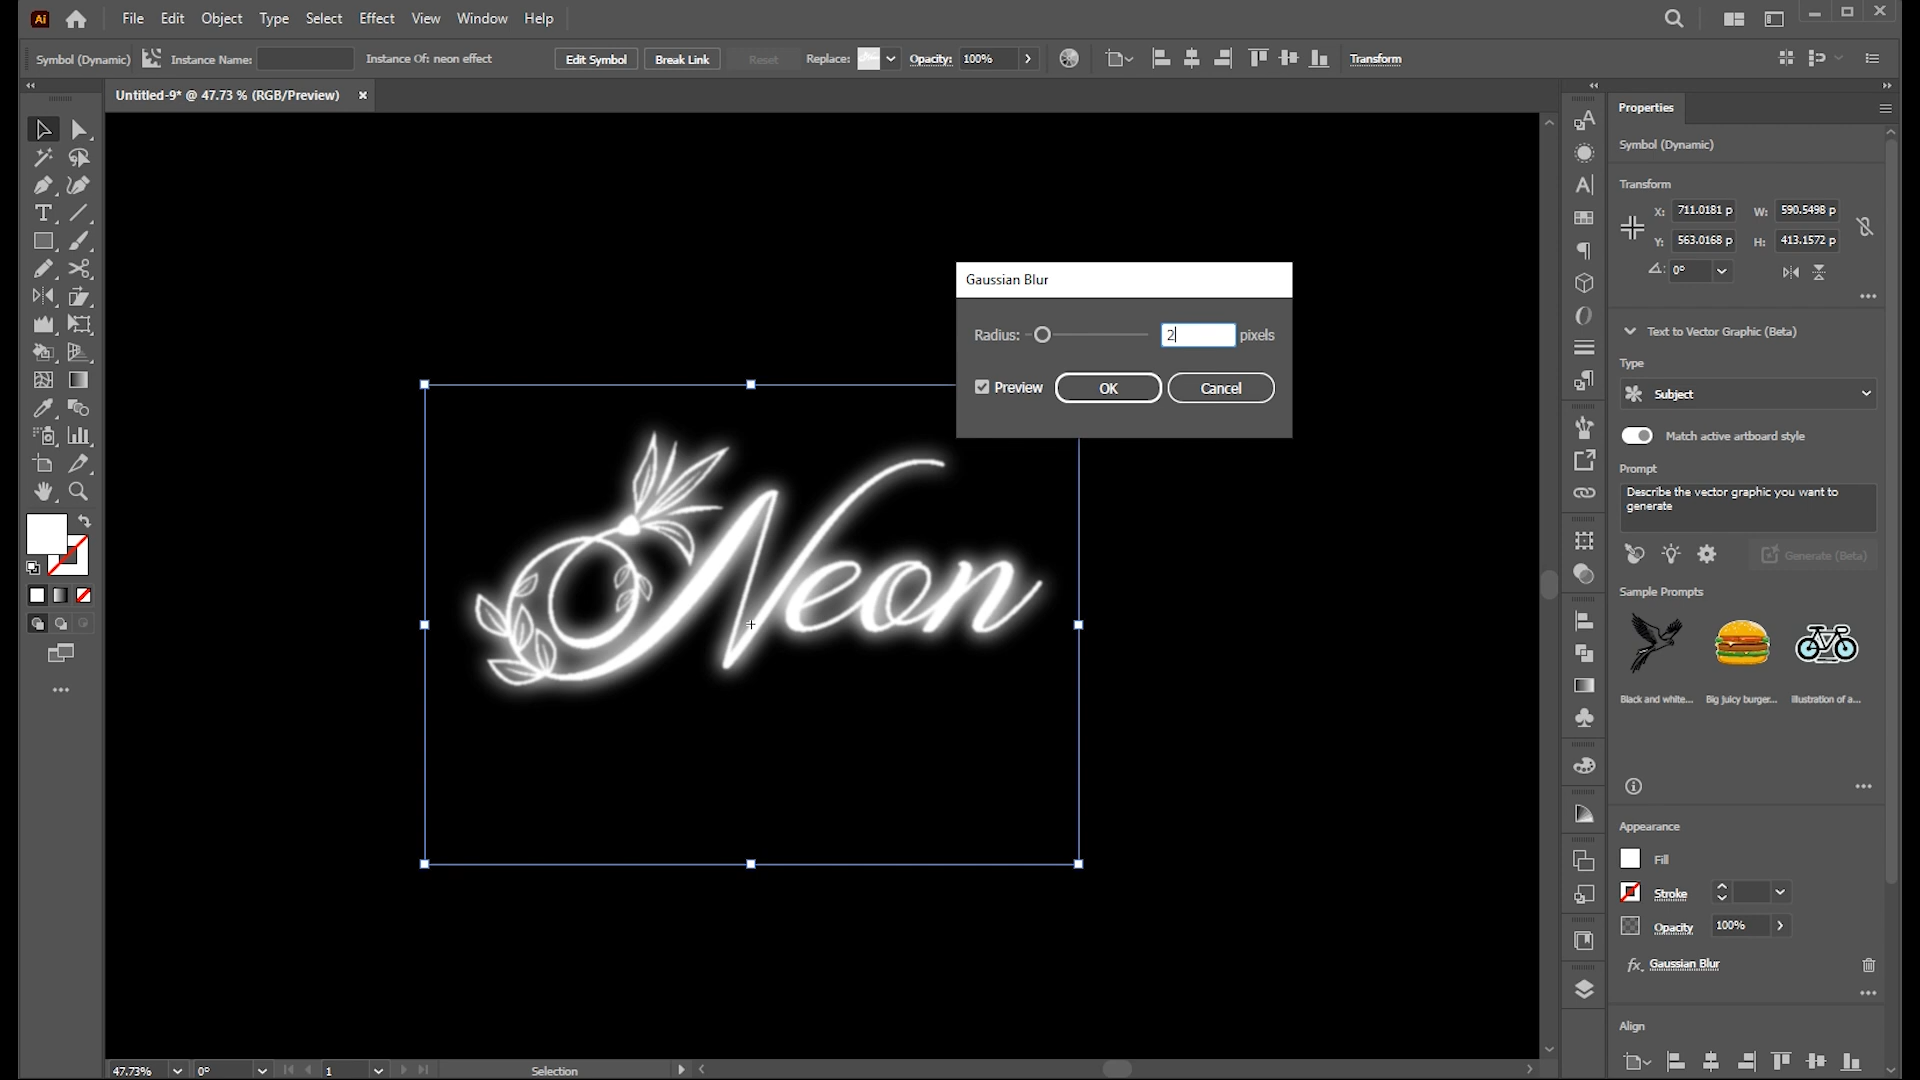 Ai File Edit Object Type Select Effect View Window Help
Symbol (Dynamic) Instance Name: Instance Of: neon effect Edit Symbol Break Link Reset Replace: Opacity: 100% Transform
Untitled-9* @ 47.73 % (RGB/Preview)
Properties
Symbol (Dynamic)
Transform
X: 711.0181 p W: 590.5498 p
Y: 563.0168 p H: 413.1572 p
0°
Gaussian Blur
Radius: 2 pixels
Preview OK Cancel
Neon
Text to Vector Graphic (Beta)
Type
Subject
Match active artboard style
Prompt
Describe the vector graphic you want to
generate
Generate (Beta)
Sample Prompts
Black and white... Big juicy burger... illustration of a...
Appearance
Fill
Stroke
Opacity 100%
fx. Gaussian Blur
Align
47.73% 0° 1 Selection